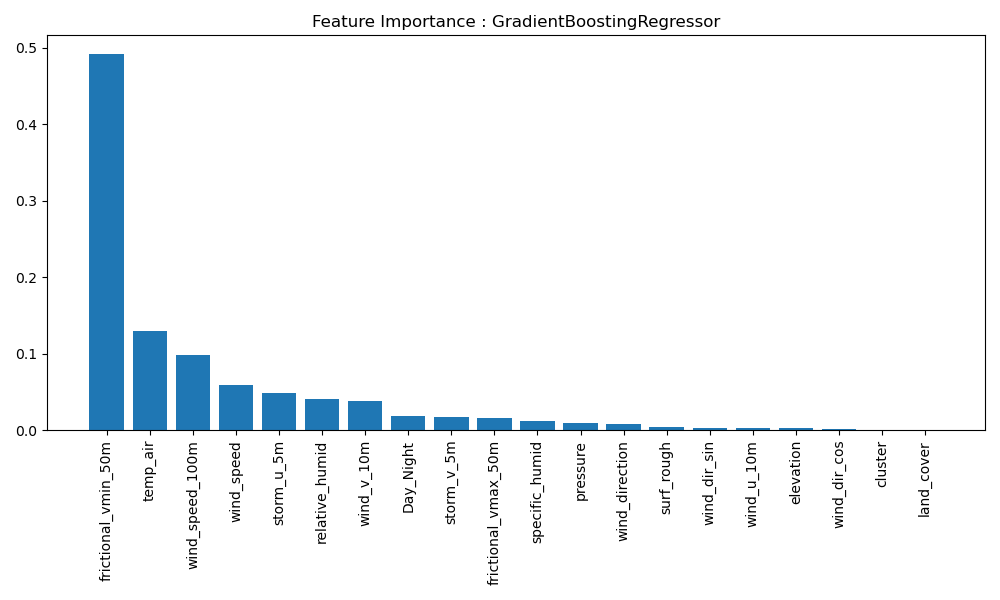 Feature Importance : GradientBoostingRegressor
0.5
0.4
0.3
0.2
0.1
0.0
frictional_vmin_50m
temp_air
wind_speed_100m
wind_speed
storm_u_5m
relative_humid
wind_v_10m
Day_Night
storm_v_5m
frictional_vmax_50m
specific_humid
pressure
wind_direction
surf_rough
wind_dir_sin
wind_u_10m
elevation
wind_dir_cos
cluster
land_cover